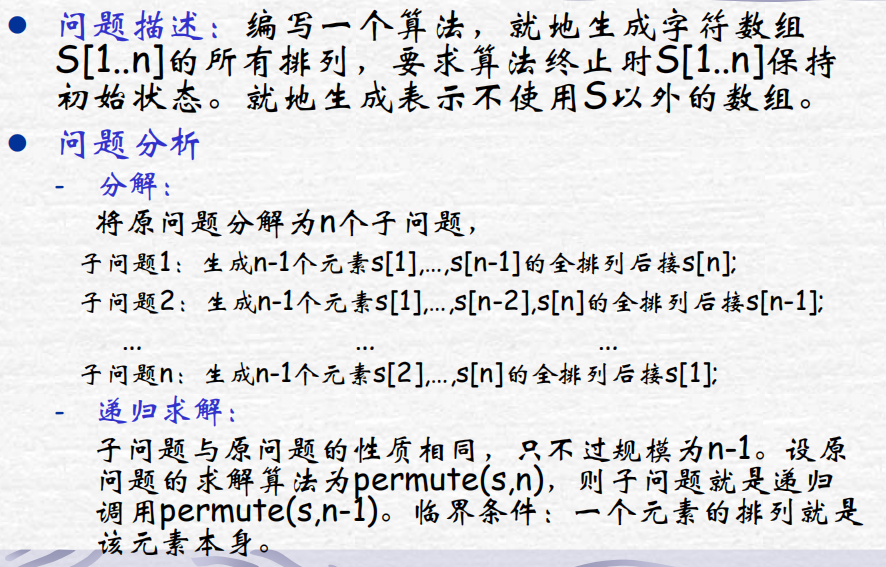 ● 问题描述：编写一个算法，就地生成字符数组
S[1..n]的所有排列，要求算法终止时S[1..n]保持
初始状态。就地生成表示不使用S以外的数组。
● 问题分析
- 分解：
将原问题分解为n个子问题，
子问题1：生成n-1个元素s[1],…,s[n-1]的全排列后接s[n];
子问题2：生成n-1个元素s[1],…,s[n-2],s[n]的全排列后接s[n-1];
… … …
子问题n：生成n-1个元素s[2],…,s[n]的全排列后接s[1];
- 递归求解：
子问题与原问题的性质相同，只不过规模为n-1。设原
问题的求解算法为permute(s,n)，则子问题就是递归
调用permute(s,n-1)。临界条件：一个元素的排列就是
该元素本身。